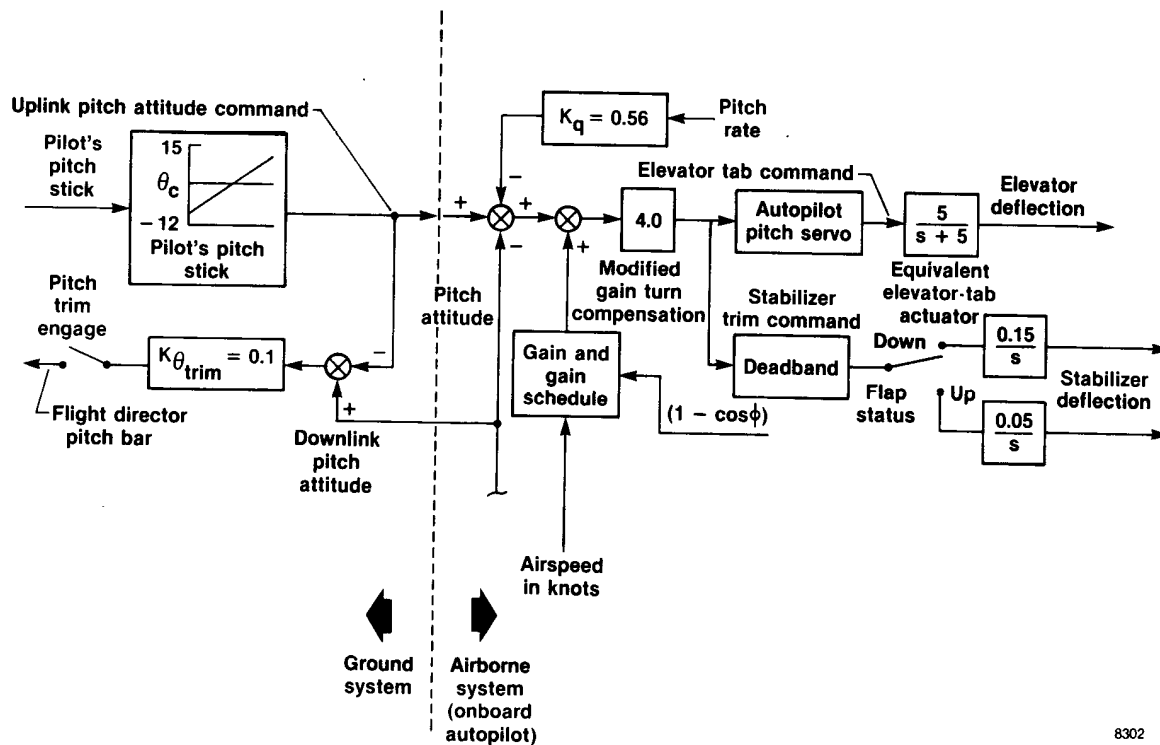 Uplink pitch attitude command
Pilot's
pitch
stick
15
θc
− 12
Pilot's pitch
stick
Pitch
trim
engage
Kθtrim = 0.1
Flight director
pitch bar
−
+
Downlink
pitch
attitude
Ground
system
Kq = 0.56
Pitch
rate
−
+
+
−
+
Pitch
attitude
4.0
Modified
gain turn
compensation
Gain and
gain
schedule
(1 − cosϕ)
Airspeed
in knots
Airborne
system
(onboard
autopilot)
Elevator tab command
Autopilot
pitch servo
5
s + 5
Elevator
deflection
Equivalent
elevator-tab
actuator
Stabilizer
trim command
Deadband
Down
Flap
status
Up
0.15
s
0.05
s
Stabilizer
deflection
8302